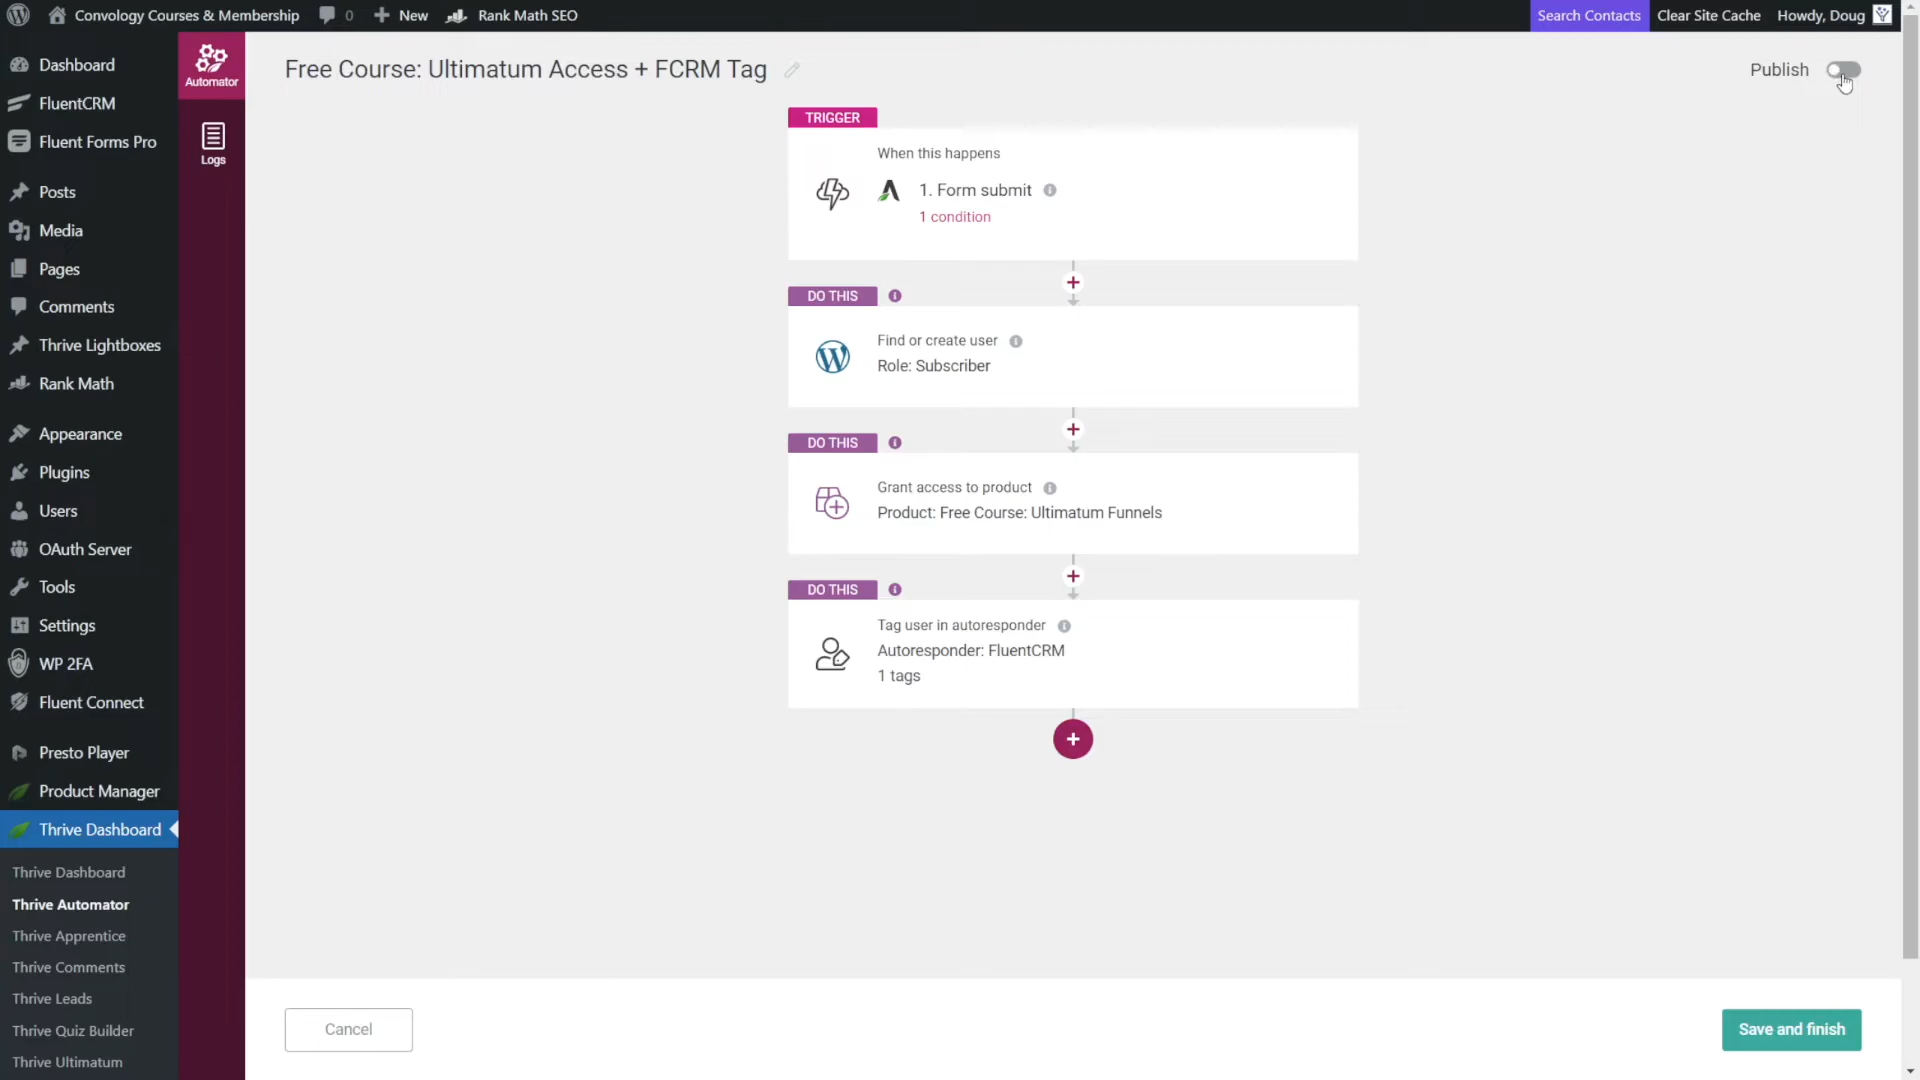 Convology Courses & Membership
0
New
Rank Math SEO
Search Contacts
Clear Site Cache
Howdy, Doug
Dashboard
FluentCRM
Fluent Forms Pro
Posts
Media
Pages
Comments
Thrive Lightboxes
Rank Math
Appearance
Plugins
Users
OAuth Server
Tools
Settings
WP 2FA
Fluent Connect
Presto Player
Product Manager
Thrive Dashboard
Thrive Dashboard
Thrive Automator
Thrive Apprentice
Thrive Comments
Thrive Leads
Thrive Quiz Builder
Thrive Ultimatum
Automator
Logs
Free Course: Ultimatum Access + FCRM Tag
Publish
TRIGGER
When this happens
1. Form submit
1 condition
DO THIS
Find or create user
Role: Subscriber
DO THIS
Grant access to product
Product: Free Course: Ultimatum Funnels
DO THIS
Tag user in autoresponder
Autoresponder: FluentCRM
1 tags
Cancel
Save and finish